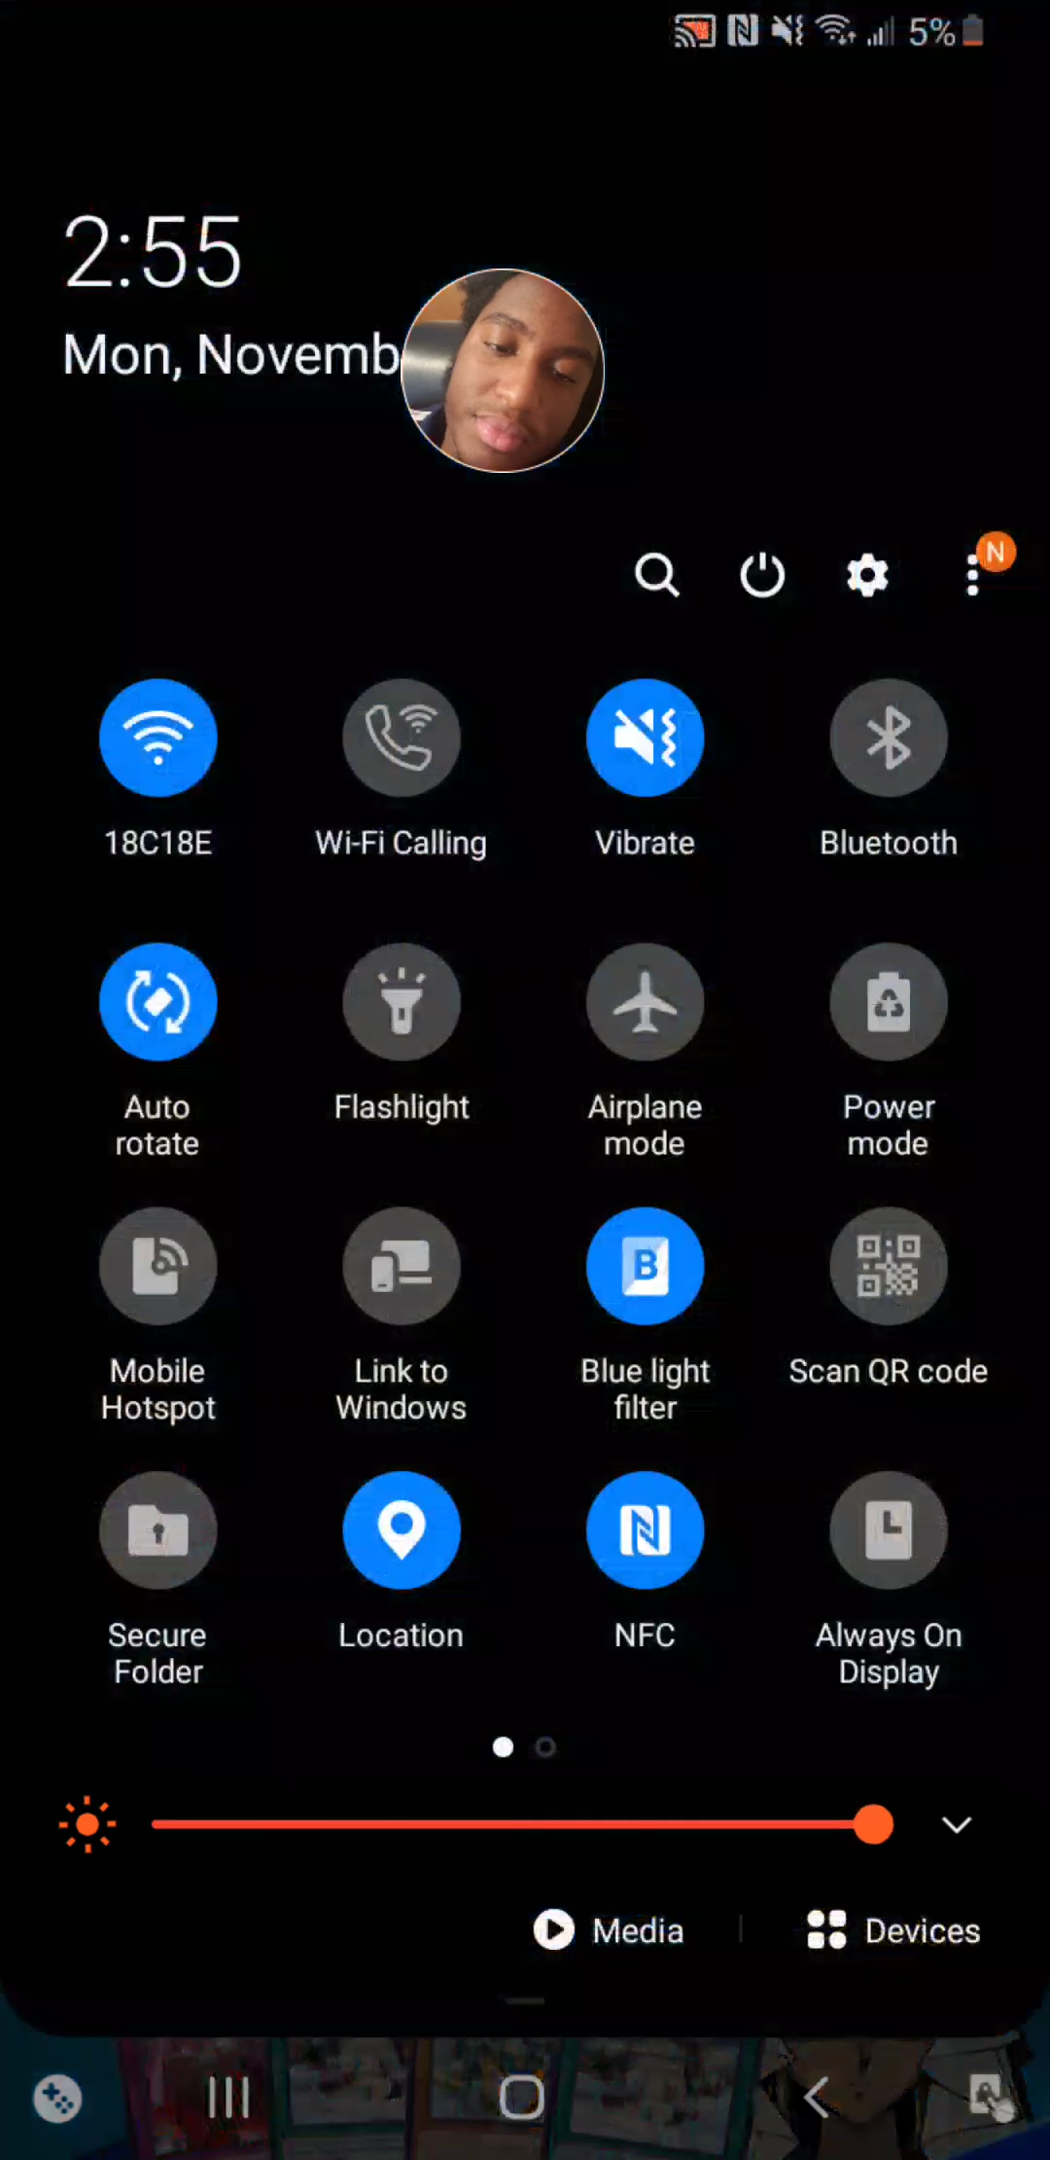 5%
2:55
Mon, Novemb
N
18C18E
Wi-Fi Calling
Vibrate
Bluetooth
Auto
rotate
Flashlight
Airplane
mode
Power
mode
Mobile
Hotspot
Link to
Windows
B
Blue light
filter
Scan QR code
Secure
Folder
Location
NFC
Always On
Display
Media
Devices